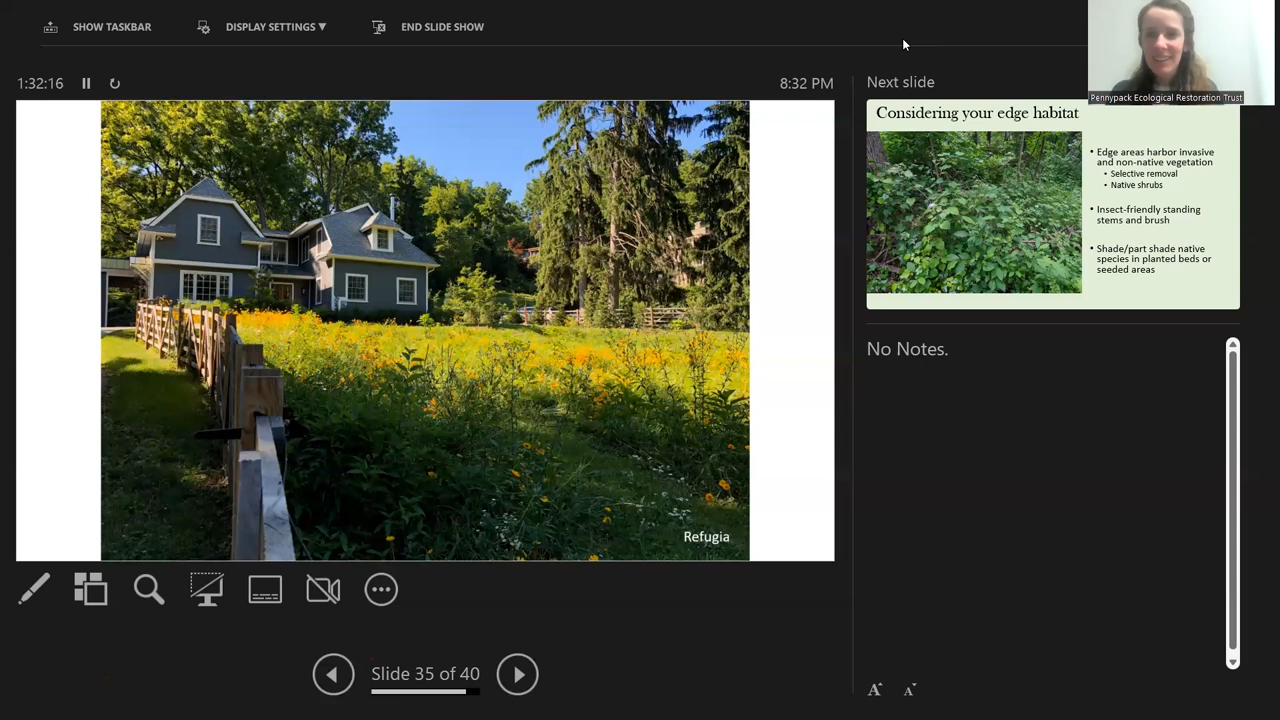 SHOW TASKBAR
DISPLAY SETTINGS ▼
END SLIDE SHOW
1:32:16
8:32 PM
Refugia
Slide 35 of 40
Next slide
Pennypack Ecological Restoration Trust
Considering your edge habitat
• Edge areas harbor invasive
and non-native vegetation
• Selective removal
• Native shrubs
• Insect-friendly standing
stems and brush
• Shade/part shade native
species in planted beds or
seeded areas
No Notes.
A A